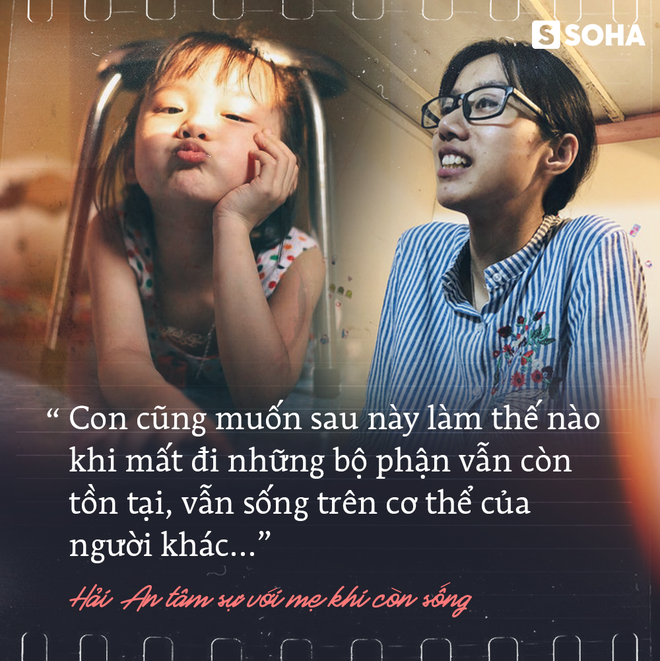 S SOHA
“ Con cũng muốn sau này làm thế nào
khi mất đi những bộ phận vẫn còn
tồn tại, vẫn sống trên cơ thể của
người khác...”
Hải An tâm sự với mẹ khi còn sống